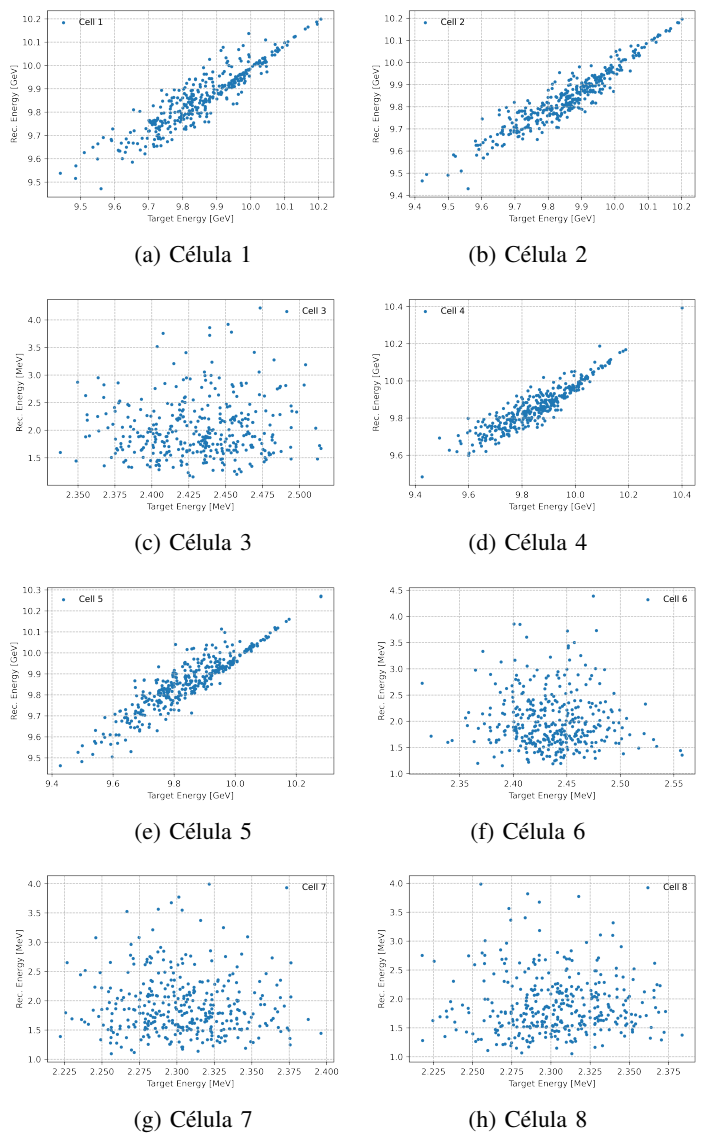 Cell 1
Rec. Energy [GeV]
10.2
10.1
10.0
9.9
9.8
9.7
9.6
9.5
9.5 9.6 9.7 9.8 9.9 10.0 10.1 10.2
Target Energy [GeV]
(a) Célula 1
Cell 2
Rec. Energy [GeV]
10.2
10.1
10.0
9.9
9.8
9.7
9.6
9.5
9.4
9.4 9.5 9.6 9.7 9.8 9.9 10.0 10.1 10.2
Target Energy [GeV]
(b) Célula 2
Cell 3
Rec. Energy [MeV]
4.0
3.5
3.0
2.5
2.0
1.5
2.350 2.375 2.400 2.425 2.450 2.475 2.500
Target Energy [MeV]
(c) Célula 3
Cell 4
Rec. Energy [GeV]
10.4
10.2
10.0
9.8
9.6
9.4 9.6 9.8 10.0 10.2 10.4
Target Energy [GeV]
(d) Célula 4
Cell 5
Rec. Energy [GeV]
10.3
10.2
10.1
10.0
9.9
9.8
9.7
9.6
9.5
9.4 9.6 9.8 10.0 10.2
Target Energy [GeV]
(e) Célula 5
Cell 6
Rec. Energy [MeV]
4.5
4.0
3.5
3.0
2.5
2.0
1.5
1.0
2.35 2.40 2.45 2.50 2.55
Target Energy [MeV]
(f) Célula 6
Cell 7
Rec. Energy [MeV]
4.0
3.5
3.0
2.5
2.0
1.5
1.0
2.225 2.250 2.275 2.300 2.325 2.350 2.375 2.400
Target Energy [MeV]
(g) Célula 7
Cell 8
Rec. Energy [MeV]
4.0
3.5
3.0
2.5
2.0
1.5
1.0
2.225 2.250 2.275 2.300 2.325 2.350 2.375
Target Energy [MeV]
(h) Célula 8